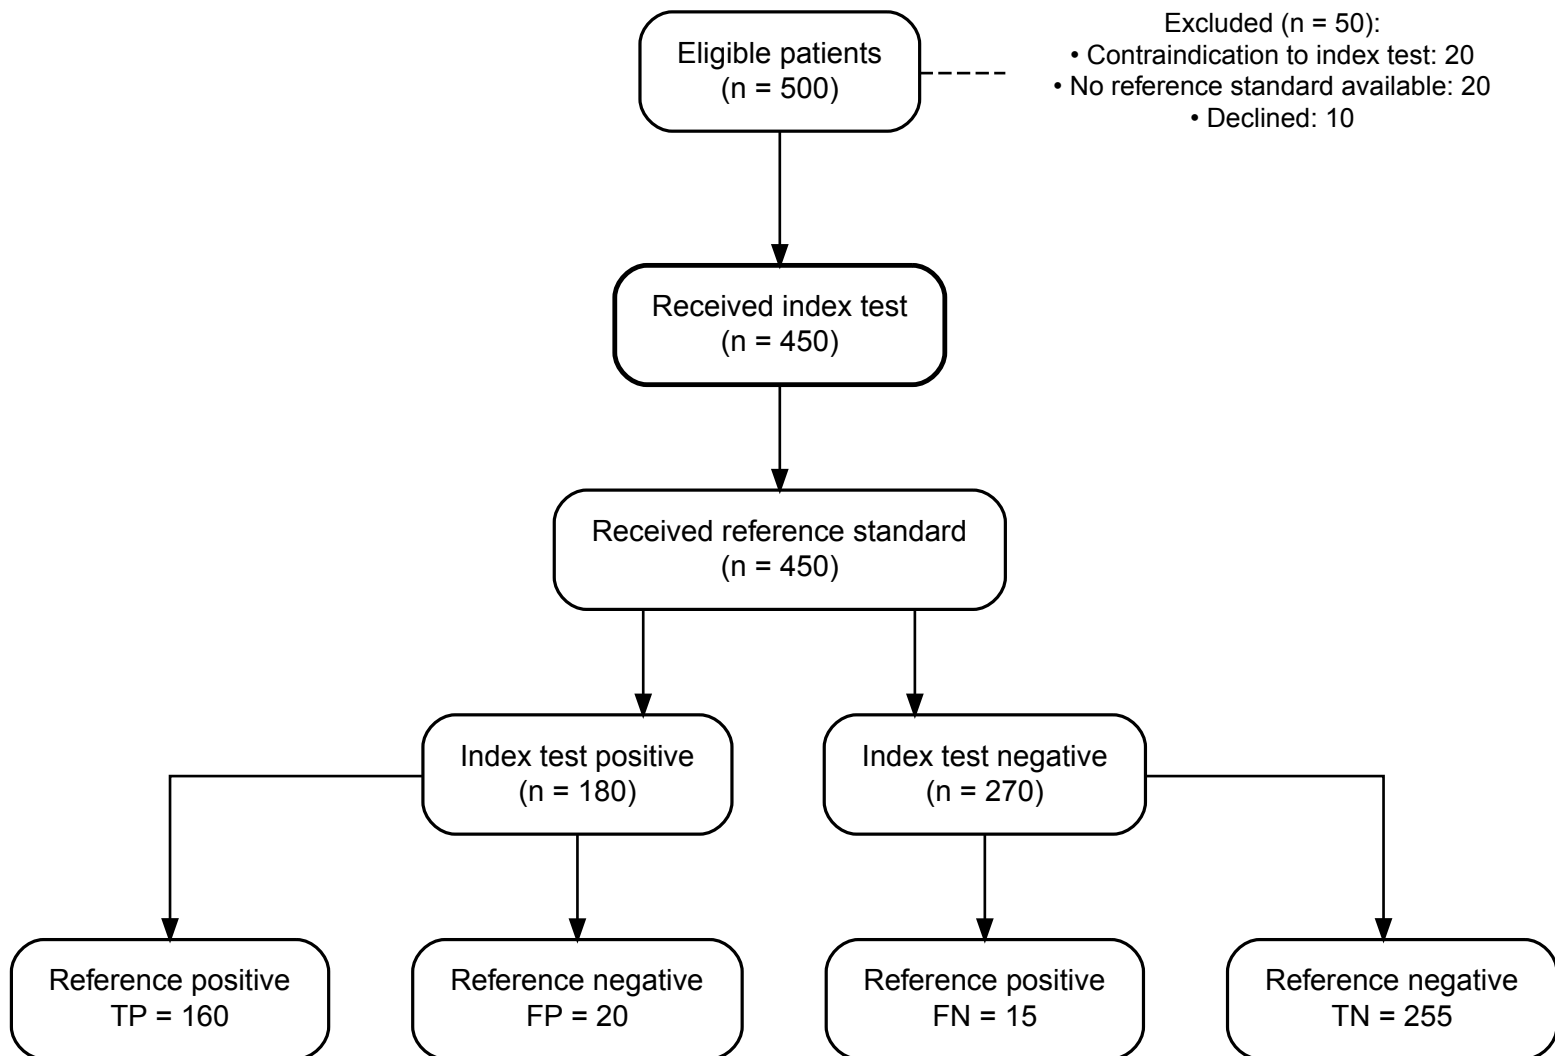 Eligible patients
(n = 500)
Excluded (n = 50):
• Contraindication to index test: 20
• No reference standard available: 20
• Declined: 10
Received index test
(n = 450)
Received reference standard
(n = 450)
Index test positive
(n = 180)
Index test negative
(n = 270)
Reference positive
TP = 160
Reference negative
FP = 20
Reference positive
FN = 15
Reference negative
TN = 255